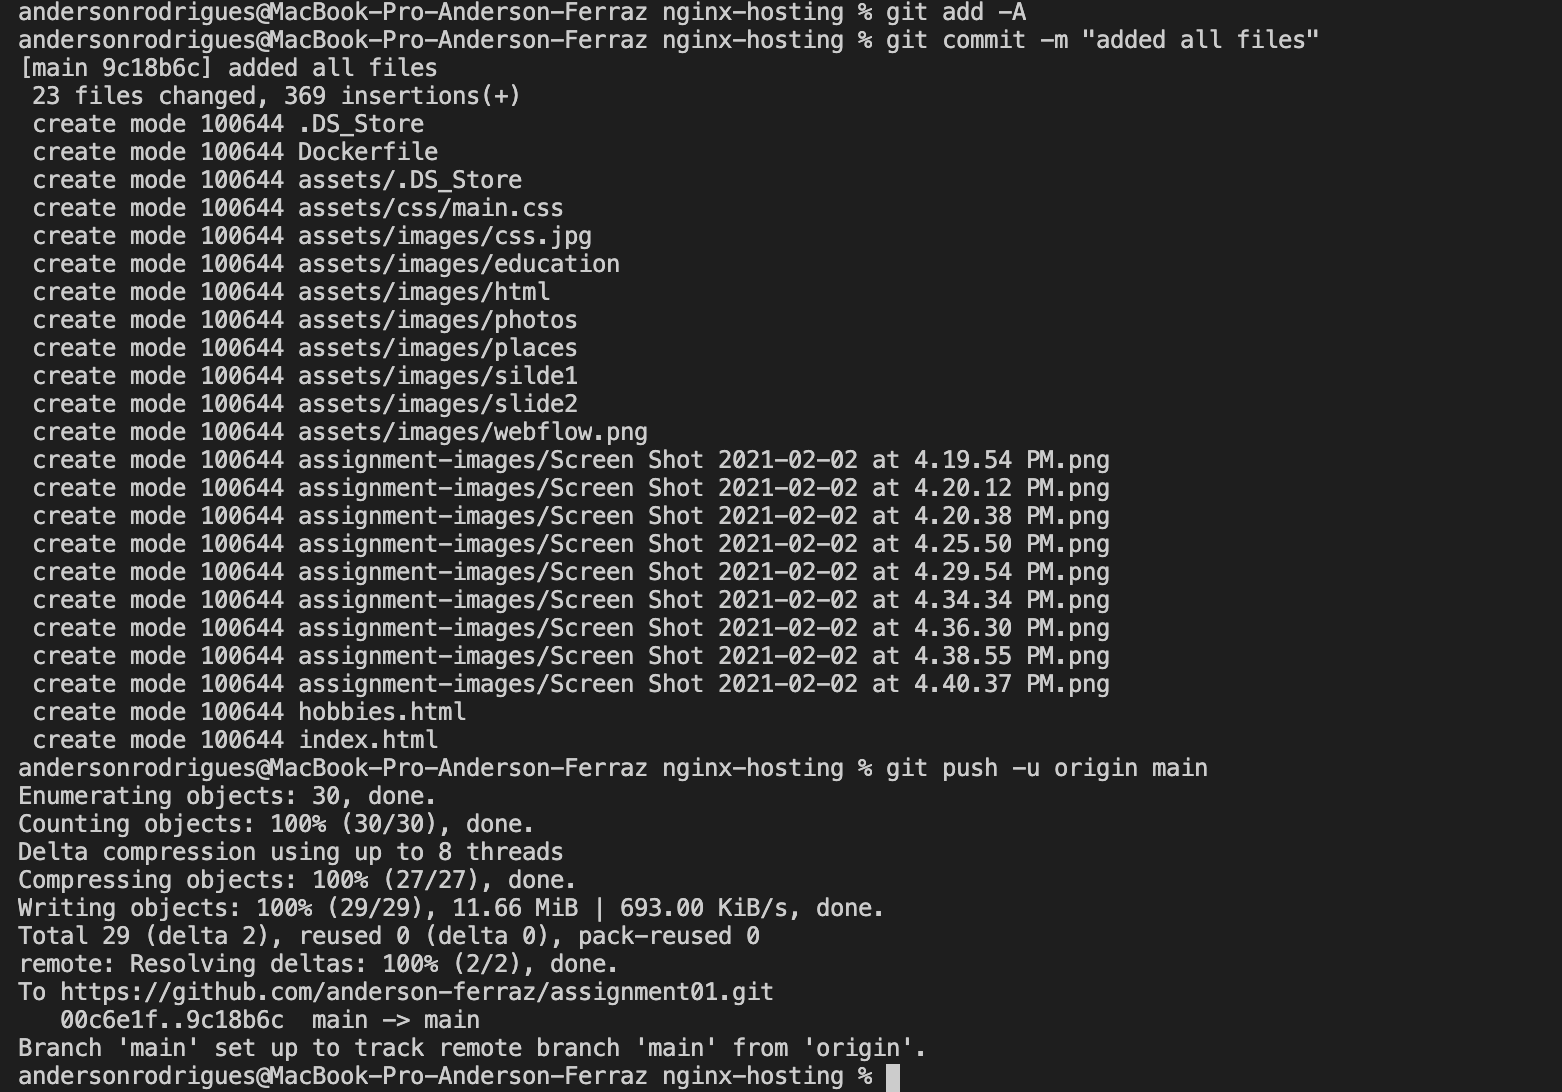 andersonrodrigues@MacBook-Pro-Anderson-Ferraz nginx-hosting % git add -A
andersonrodrigues@MacBook-Pro-Anderson-Ferraz nginx-hosting % git commit -m "added all files"
[main 9c18b6c] added all files
 23 files changed, 369 insertions(+)
 create mode 100644 .DS_Store
 create mode 100644 Dockerfile
 create mode 100644 assets/.DS_Store
 create mode 100644 assets/css/main.css
 create mode 100644 assets/images/css.jpg
 create mode 100644 assets/images/education
 create mode 100644 assets/images/html
 create mode 100644 assets/images/photos
 create mode 100644 assets/images/places
 create mode 100644 assets/images/silde1
 create mode 100644 assets/images/slide2
 create mode 100644 assets/images/webflow.png
 create mode 100644 assignment-images/Screen Shot 2021-02-02 at 4.19.54 PM.png
 create mode 100644 assignment-images/Screen Shot 2021-02-02 at 4.20.12 PM.png
 create mode 100644 assignment-images/Screen Shot 2021-02-02 at 4.20.38 PM.png
 create mode 100644 assignment-images/Screen Shot 2021-02-02 at 4.25.50 PM.png
 create mode 100644 assignment-images/Screen Shot 2021-02-02 at 4.29.54 PM.png
 create mode 100644 assignment-images/Screen Shot 2021-02-02 at 4.34.34 PM.png
 create mode 100644 assignment-images/Screen Shot 2021-02-02 at 4.36.30 PM.png
 create mode 100644 assignment-images/Screen Shot 2021-02-02 at 4.38.55 PM.png
 create mode 100644 assignment-images/Screen Shot 2021-02-02 at 4.40.37 PM.png
 create mode 100644 hobbies.html
 create mode 100644 index.html
andersonrodrigues@MacBook-Pro-Anderson-Ferraz nginx-hosting % git push -u origin main
Enumerating objects: 30, done.
Counting objects: 100% (30/30), done.
Delta compression using up to 8 threads
Compressing objects: 100% (27/27), done.
Writing objects: 100% (29/29), 11.66 MiB | 693.00 KiB/s, done.
Total 29 (delta 2), reused 0 (delta 0), pack-reused 0
remote: Resolving deltas: 100% (2/2), done.
To https://github.com/anderson-ferraz/assignment01.git
   00c6e1f..9c18b6c  main -> main
Branch 'main' set up to track remote branch 'main' from 'origin'.
andersonrodrigues@MacBook-Pro-Anderson-Ferraz nginx-hosting %